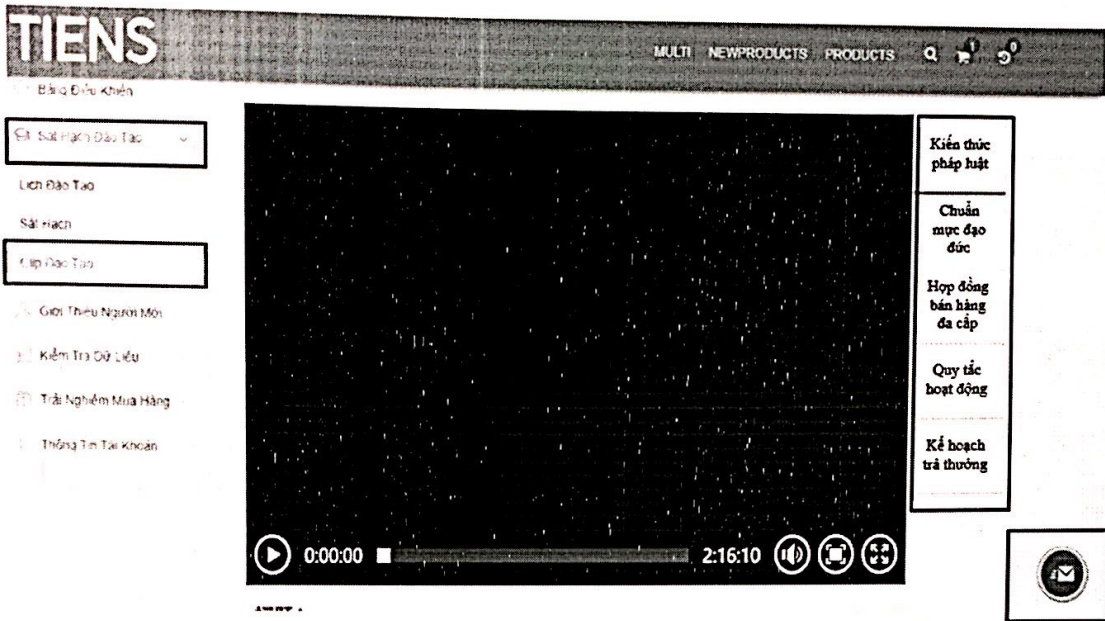 TIENS
MULTI NEWPRODUCTS PRODUCTS 1 0
Bảng Điều Khiển
Sát Hạch Đào Tạo
Lịch Đào Tạo
Sát Hạch
Clip Đào Tạo
Giới Thiệu Người Mới
Kiểm Tra Dữ Liệu
Trải Nghiệm Mua Hàng
Thông Tin Tài Khoản
Kiến thức
pháp luật
Chuẩn
mực đạo
đức
Hợp đồng
bán hàng
đa cấp
Quy tắc
hoạt động
Kế hoạch
trả thưởng
0:00:00 2:16:10